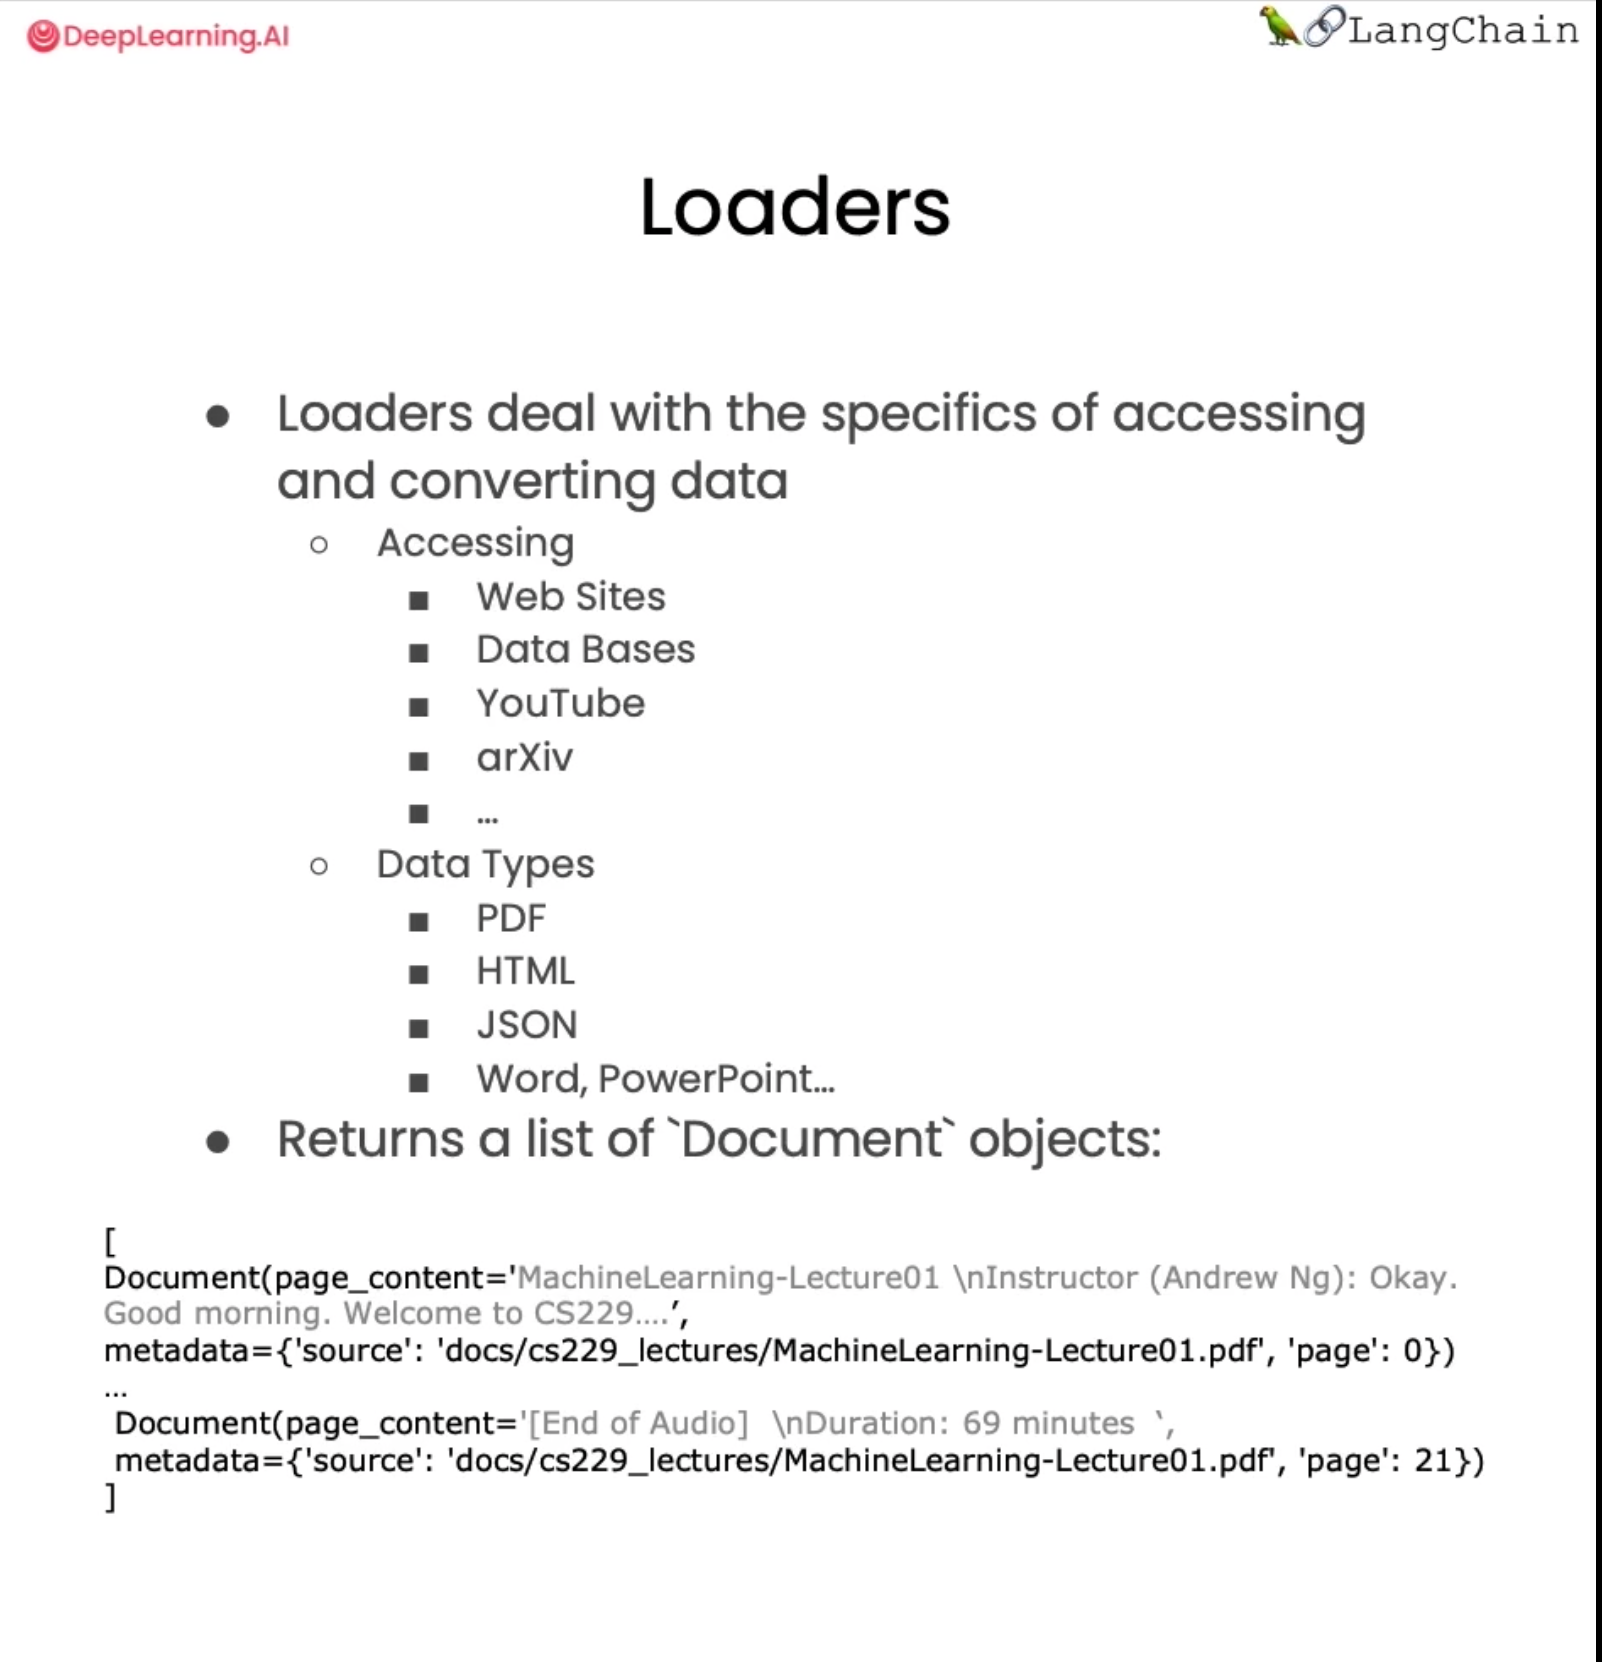 DeepLearning.AI
LangChain
Loaders
● Loaders deal with the specifics of accessing
and converting data
○ Accessing
■ Web Sites
■ Data Bases
■ YouTube
■ arXiv
■ ...
○ Data Types
■ PDF
■ HTML
■ JSON
■ Word, PowerPoint...
● Returns a list of `Document` objects:
[
Document(page_content='MachineLearning-Lecture01 \nInstructor (Andrew Ng): Okay.
Good morning. Welcome to CS229....’,
metadata={'source': 'docs/cs229_lectures/MachineLearning-Lecture01.pdf', 'page': 0})
...
Document(page_content='[End of Audio] \nDuration: 69 minutes ‘,
metadata={'source': 'docs/cs229_lectures/MachineLearning-Lecture01.pdf', 'page': 21})
]